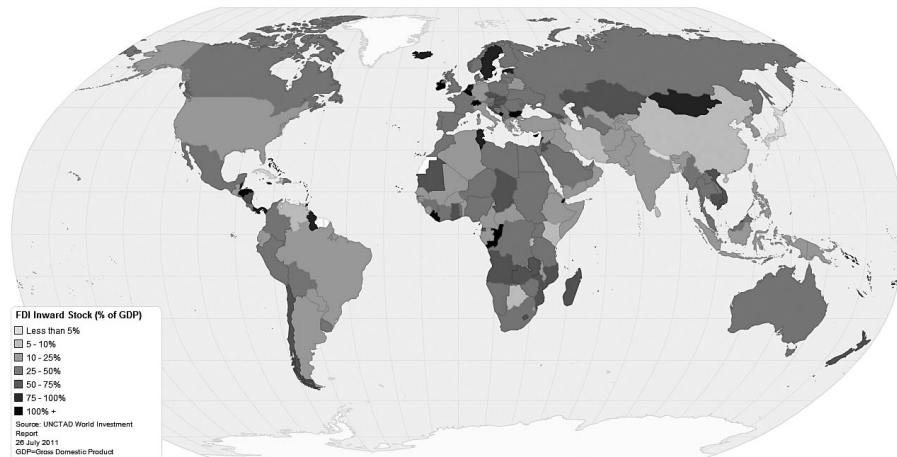 FDI Inward Stock (% of GDP)
Less than 5%
5 - 10%
10 - 25%
25 - 50%
50 - 75%
75 - 100%
100% +
Source: UNCTAD World Investment
Report
26 July 2011
GDP=Gross Domestic Product